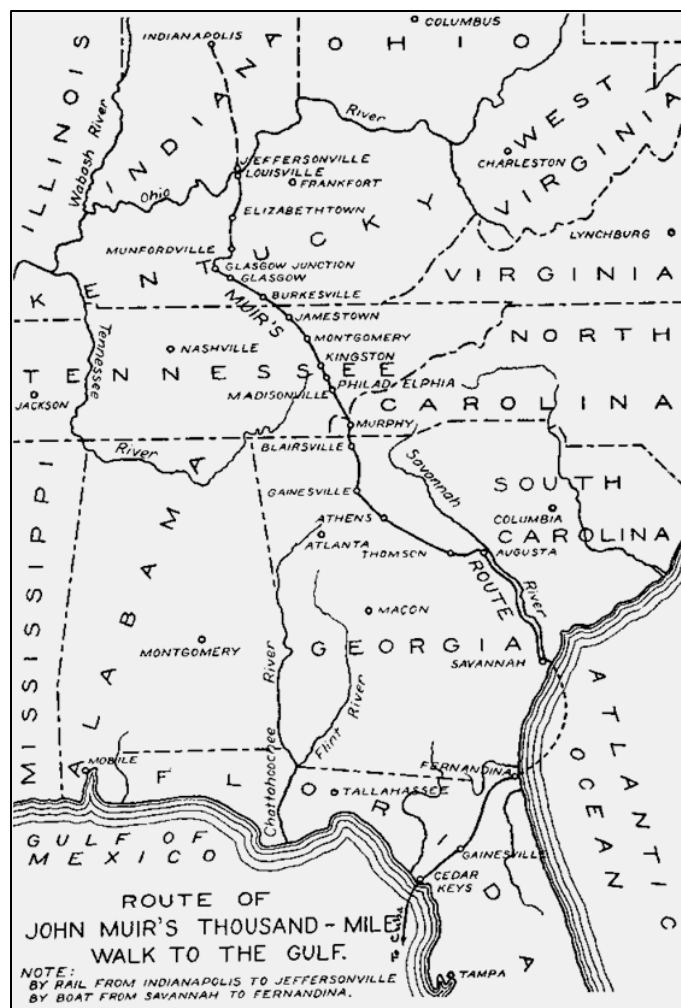 COLUMBUS
INDIANAPOLIS
OHIO
ILLINOIS
INDIANA
Wabash River
River
WEST
VIRGINIA
CHARLESTON
JEFFERSONVILLE
LOUISVILLE
FRANKFORT
Ohio
ELIZABETHTOWN
LYNCHBURG
MUNFORDVILLE
KENTUCKY
GLASGOW JUNCTION
GLASGOW
VIRGINIA
BURKESVILLE
MUIR'S
JAMESTOWN
NORTH
MONTGOMERY
Tennessee
NASHVILLE
KINGSTON
TENNESSEE
PHILADELPHIA
JACKSON
MADISONVILLE
CAROLINA
MURPHY
River
BLAIRSVILLE
Savannah
SOUTH
GAINESVILLE
COLUMBIA
ATHENS
CAROLINA
ATLANTA
THOMSON
AUGUSTA
ROUTE
River
MISSISSIPPI
ALABAMA
MACON
MONTGOMERY
GEORGIA
SAVANNAH
Chattahoochee River
Flint River
ATLANTIC
OCEAN
MOBILE
FERNANDINA
FLORIDA
TALLAHASSEE
GULF OF
MEXICO
GAINESVILLE
CEDAR
KEYS
To Cuba
ROUTE OF
JOHN MUIR'S THOUSAND-MILE
WALK TO THE GULF.
NOTE:
BY RAIL FROM INDIANAPOLIS TO JEFFERSONVILLE
BY BOAT FROM SAVANNAH TO FERNANDINA.
TAMPA